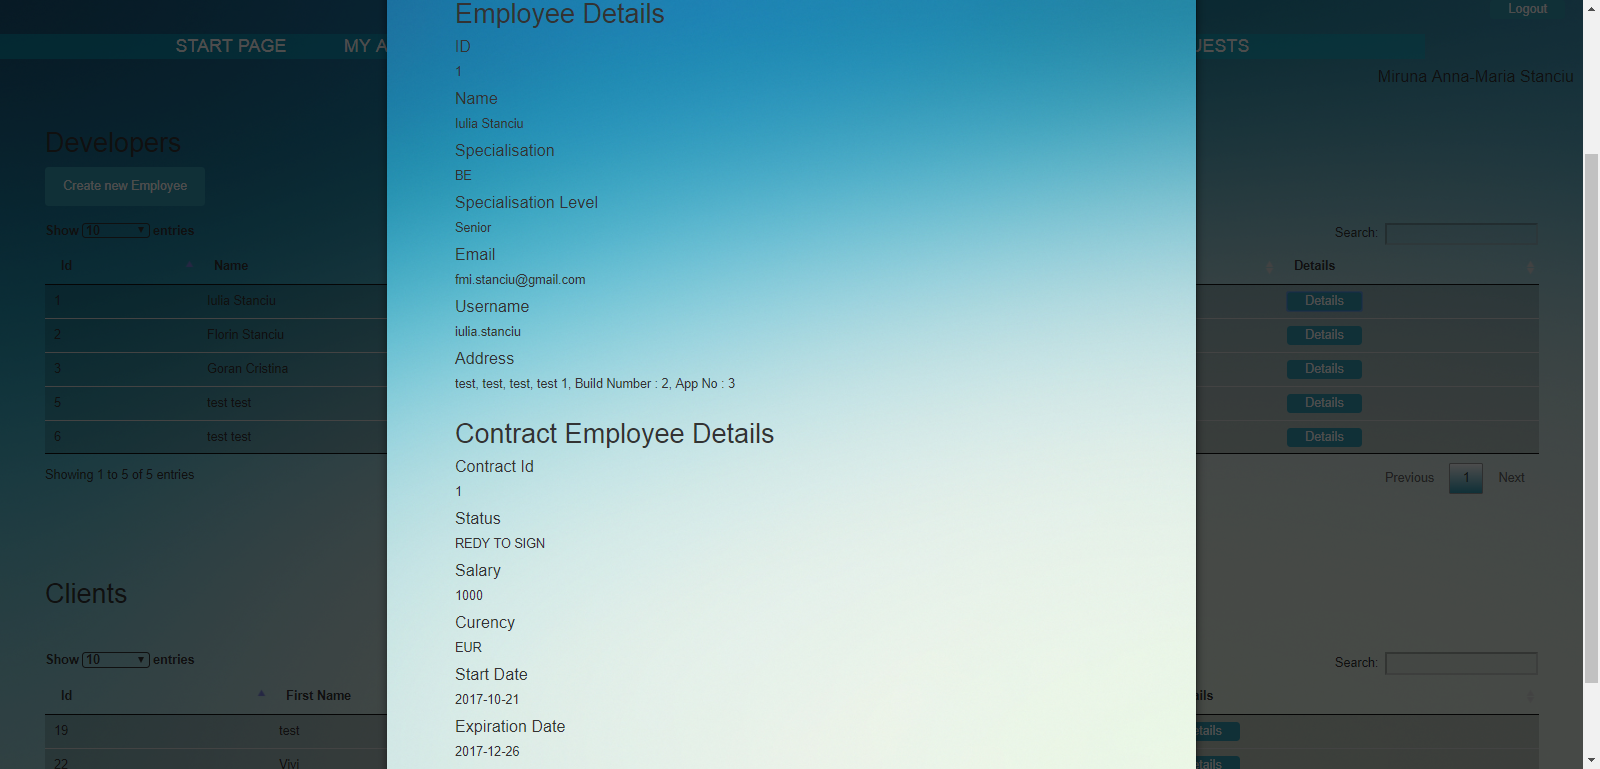 Logout
START PAGE
MY A
UESTS
Miruna Anna-Maria Stanciu
Employee Details
ID
1
Name
Iulia Stanciu
Specialisation
BE
Specialisation Level
Senior
Email
fmi.stanciu@gmail.com
Username
iulia.stanciu
Address
test, test, test, test 1, Build Number : 2, App No : 3
Contract Employee Details
Contract Id
1
Status
REDY TO SIGN
Salary
1000
Curency
EUR
Start Date
2017-10-21
Expiration Date
2017-12-26
Developers
Create new Employee
Show 10 entries
Search:
Id Name Details
1 Iulia Stanciu Details
2 Florin Stanciu Details
3 Goran Cristina Details
5 test test Details
6 test test Details
Showing 1 to 5 of 5 entries
Previous 1 Next
Clients
Show 10 entries
Search:
Id First Name ails
19 test etails
22 Vivi etails